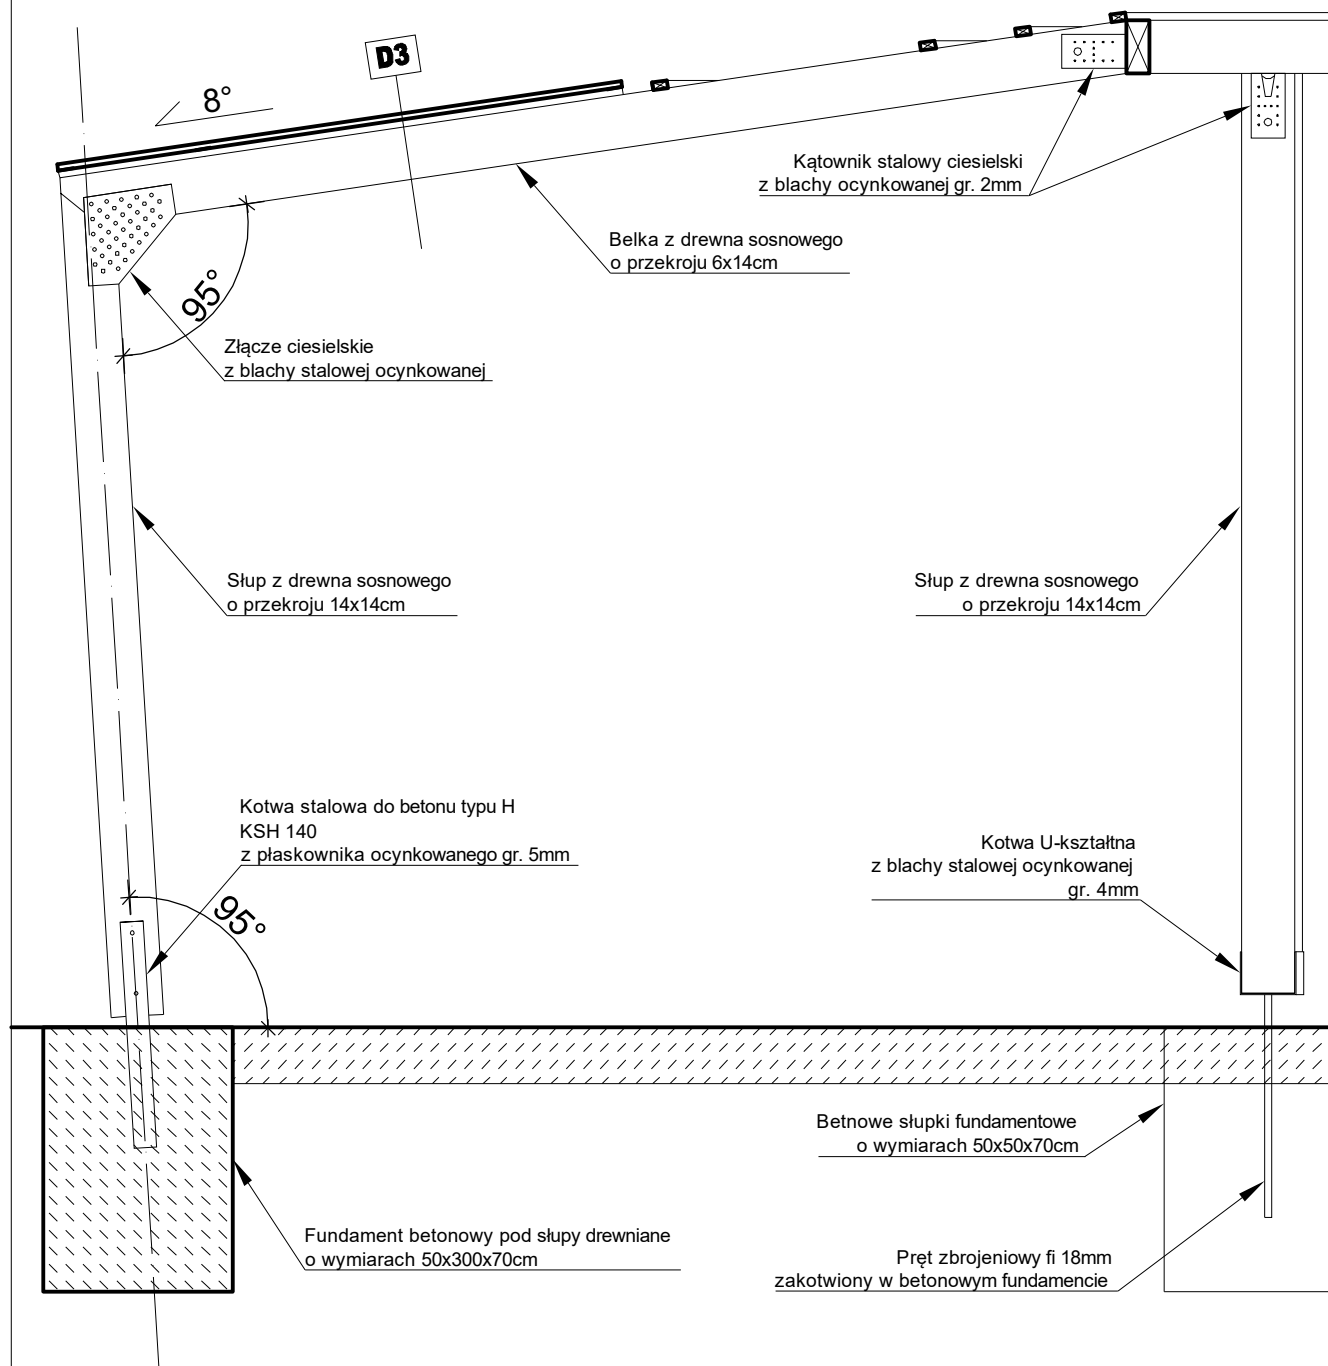 D3
8°
Kątownik stalowy ciesielski
z blachy ocynkowanej gr. 2mm
Belka z drewna sosnowego
o przekroju 6x14cm
95°
Złącze ciesielskie
z blachy stalowej ocynkowanej
Słup z drewna sosnowego
o przekroju 14x14cm
Słup z drewna sosnowego
o przekroju 14x14cm
Kotwa stalowa do betonu typu H
KSH 140
z płaskownika ocynkowanego gr. 5mm
Kotwa U-kształtna
z blachy stalowej ocynkowanej
gr. 4mm
95°
Betnowe słupki fundamentowe
o wymiarach 50x50x70cm
Fundament betonowy pod słupy drewniane
o wymiarach 50x300x70cm
Pręt zbrojeniowy fi 18mm
zakotwiony w betonowym fundamencie